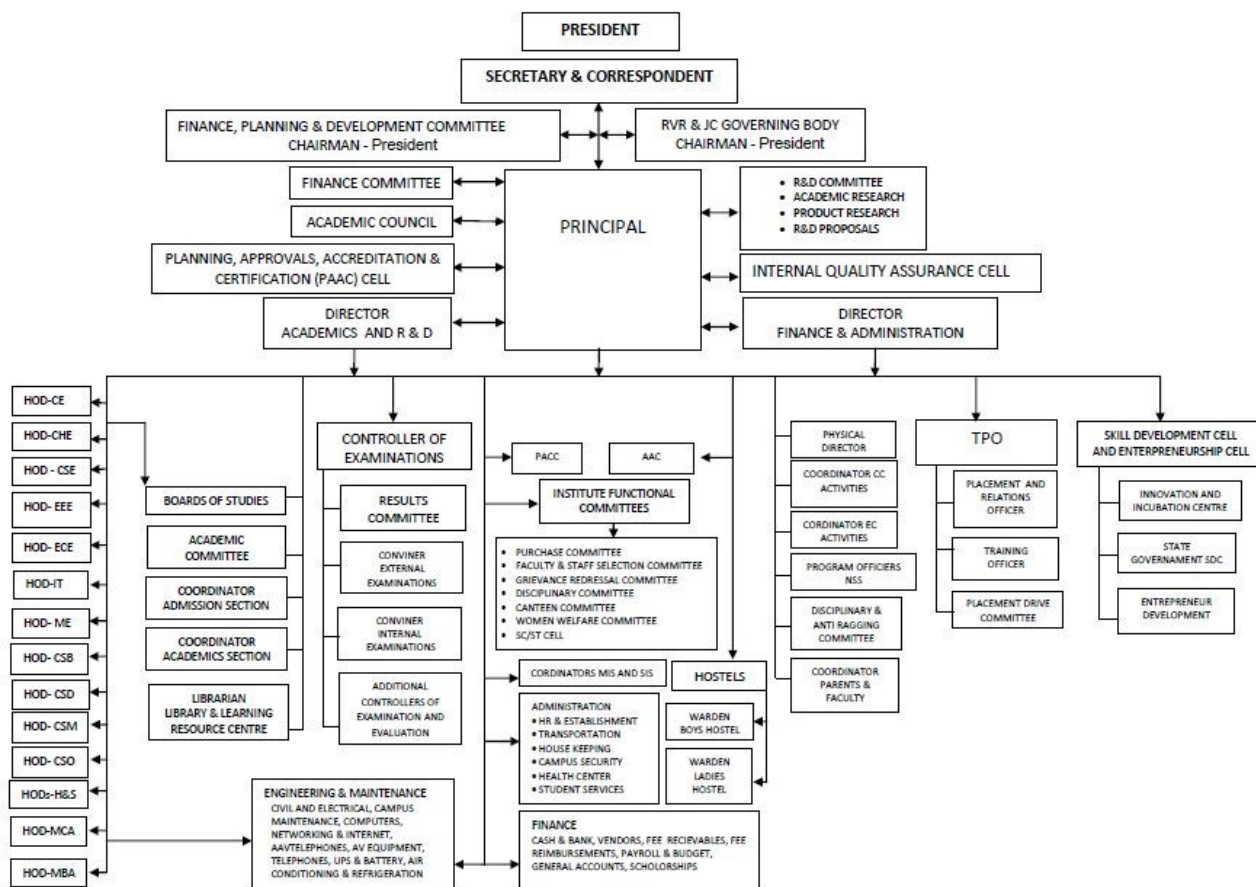 PRESIDENT
SECRETARY & CORRESPONDENT
FINANCE, PLANNING & DEVELOPMENT COMMITTEE
CHAIRMAN - President
RVR & JC GOVERNING BODY
CHAIRMAN - President
FINANCE COMMITTEE
ACADEMIC COUNCIL
PLANNING, APPROVALS, ACCREDITATION &
CERTIFICATION (PAAC) CELL
DIRECTOR
ACADEMICS AND R & D
PRINCIPAL
• R&D COMMITTEE
• ACADEMIC RESEARCH
• PRODUCT RESEARCH
• R&D PROPOSALS
INTERNAL QUALITY ASSURANCE CELL
DIRECTOR
FINANCE & ADMINISTRATION
HOD-CE
HOD-CHE
HOD - CSE
HOD- EEE
HOD- ECE
HOD-IT
HOD- ME
HOD- CSB
HOD- CSD
HOD- CSM
HOD- CSO
HODs-H&S
HOD-MCA
HOD-MBA
BOARDS OF STUDIES
ACADEMIC
COMMITTEE
COORDINATOR
ADMISSION SECTION
COORDINATOR
ACADEMICS SECTION
LIBRARIAN
LIBRARY & LEARNING
RESOURCE CENTRE
CONTROLLER OF
EXAMINATIONS
RESULTS
COMMITTEE
CONVINER
EXTERNAL
EXAMINATIONS
CONVINER
INTERNAL
EXAMINATIONS
ADDITIONAL
CONTROLLERS OF
EXAMINATION AND
EVALUATION
ENGINEERING & MAINTENANCE
CIVIL AND ELECTRICAL, CAMPUS
MAINTENANCE, COMPUTERS,
NETWORKING & INTERNET,
AAVTELEPHONES, AV EQUIPMENT,
TELEPHONES, UPS & BATTERY, AIR
CONDITIONING & REFRIGERATION
PACC
AAC
INSTITUTE FUNCTIONAL
COMMITTEES
• PURCHASE COMMITTEE
• FACULTY & STAFF SELECTION COMMITTEE
• GRIEVANCE REDRESSAL COMMITTEE
• DISCIPLINARY COMMITTEE
• CANTEEN COMMITTEE
• WOMEN WELFARE COMMITTEE
• SC/ST CELL
CORDINATORS MIS AND SIS
ADMINISTRATION
• HR & ESTABLISHMENT
• TRANSPORTATION
• HOUSE KEEPING
• CAMPUS SECURITY
• HEALTH CENTER
• STUDENT SERVICES
HOSTELS
WARDEN
BOYS HOSTEL
WARDEN
LADIES
HOSTEL
FINANCE
CASH & BANK, VENDORS, FEE RECIEVABLES, FEE
REIMBURSEMENTS, PAYROLL & BUDGET,
GENERAL ACCOUNTS, SCHOLORSHIPS
PHYSICAL
DIRECTOR
COORDINATOR CC
ACTIVITIES
CORDINATOR EC
ACTIVITIES
PROGRAM OFFICERS
NSS
DISCIPLINARY &
ANTI RAGGING
COMMITTEE
COORDINATOR
PARENTS &
FACULTY
TPO
PLACEMENT AND
RELATIONS
OFFICER
TRAINING
OFFICER
PLACEMENT DRIVE
COMMITTEE
SKILL DEVELOPMENT CELL
AND ENTERPRENEURSHIP CELL
INNOVATION AND
INCUBATION CENTRE
STATE
GOVERNAMENT SDC
ENTREPRENEUR
DEVELOPMENT